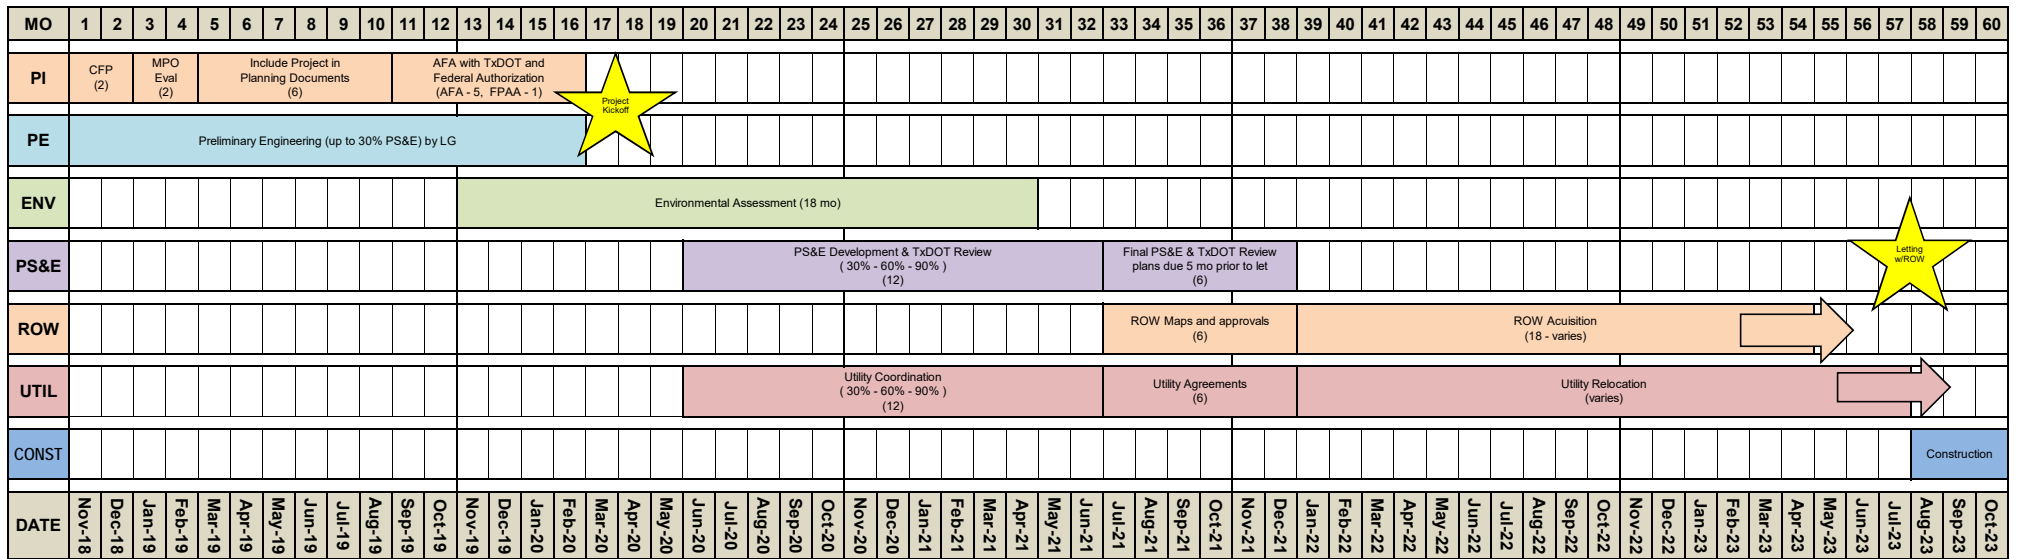 MO 1 2 3 4 5 6 7 8 9 10 11 12 13 14 15 16 17 18 19 20 21 22 23 24 25 26 27 28 29 30 31 32 33 34 35 36 37 38 39 40 41 42 43 44 45 46 47 48 49 50 51 52 53 54 55 56 57 58 59 60
PI
CFP
(2)
MPO
Eval
(2)
Include Project in
Planning Documents
(6)
AFA with TxDOT and
Federal Authorization
(AFA - 5, FPAA - 1)
Project
Kickoff
PE
Preliminary Engineering (up to 30% PS&E) by LG
ENV
Environmental Assessment (18 mo)
PS&E
PS&E Development & TxDOT Review
( 30% - 60% - 90% )
(12)
Final PS&E & TxDOT Review
plans due 5 mo prior to let
(6)
Letting
w/ROW
ROW
ROW Maps and approvals
(6)
ROW Acuisition
(18 - varies)
UTIL
Utility Coordination
( 30% - 60% - 90% )
(12)
Utility Agreements
(6)
Utility Relocation
(varies)
CONST
Construction
DATE
Nov-18
Dec-18
Jan-19
Feb-19
Mar-19
Apr-19
May-19
Jun-19
Jul-19
Aug-19
Sep-19
Oct-19
Nov-19
Dec-19
Jan-20
Feb-20
Mar-20
Apr-20
May-20
Jun-20
Jul-20
Aug-20
Sep-20
Oct-20
Nov-20
Dec-20
Jan-21
Feb-21
Mar-21
Apr-21
May-21
Jun-21
Jul-21
Aug-21
Sep-21
Oct-21
Nov-21
Dec-21
Jan-22
Feb-22
Mar-22
Apr-22
May-22
Jun-22
Jul-22
Aug-22
Sep-22
Oct-22
Nov-22
Dec-22
Jan-23
Feb-23
Mar-23
Apr-23
May-23
Jun-23
Jul-23
Aug-23
Sep-23
Oct-23